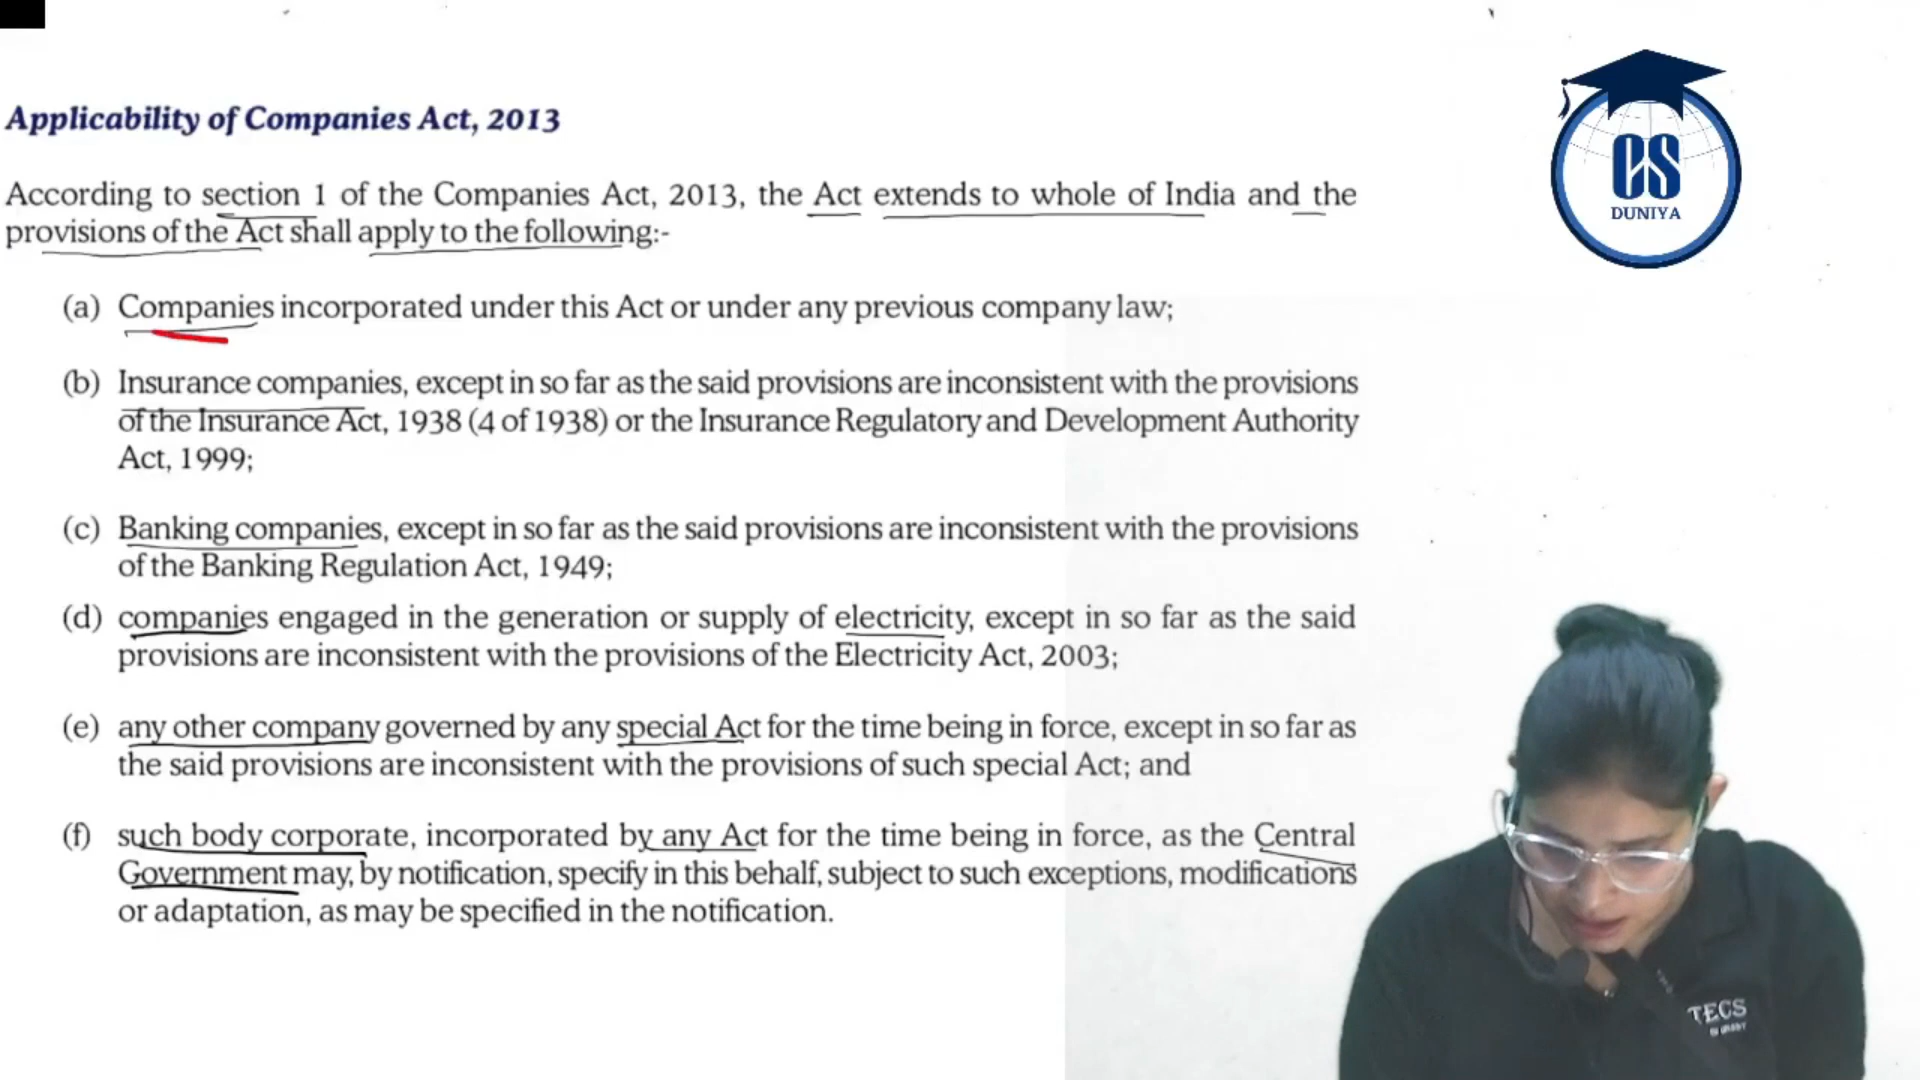 Applicability of Companies Act, 2013
According to section 1 of the Companies Act, 2013, the Act extends to whole of India and the
provisions of the Act shall apply to the following:-
(a) Companies incorporated under this Act or under any previous company law;
(b) Insurance companies, except in so far as the said provisions are inconsistent with the provisions
of the Insurance Act, 1938 (4 of 1938) or the Insurance Regulatory and Development Authority
Act, 1999;
(c) Banking companies, except in so far as the said provisions are inconsistent with the provisions
of the Banking Regulation Act, 1949;
(d) companies engaged in the generation or supply of electricity, except in so far as the said
provisions are inconsistent with the provisions of the Electricity Act, 2003;
(e) any other company governed by any special Act for the time being in force, except in so far as
the said provisions are inconsistent with the provisions of such special Act; and
(f) such body corporate, incorporated by any Act for the time being in force, as the Central
Government may, by notification, specify in this behalf, subject to such exceptions, modifications
or adaptation, as may be specified in the notification.
CS
DUNIYA
TECS